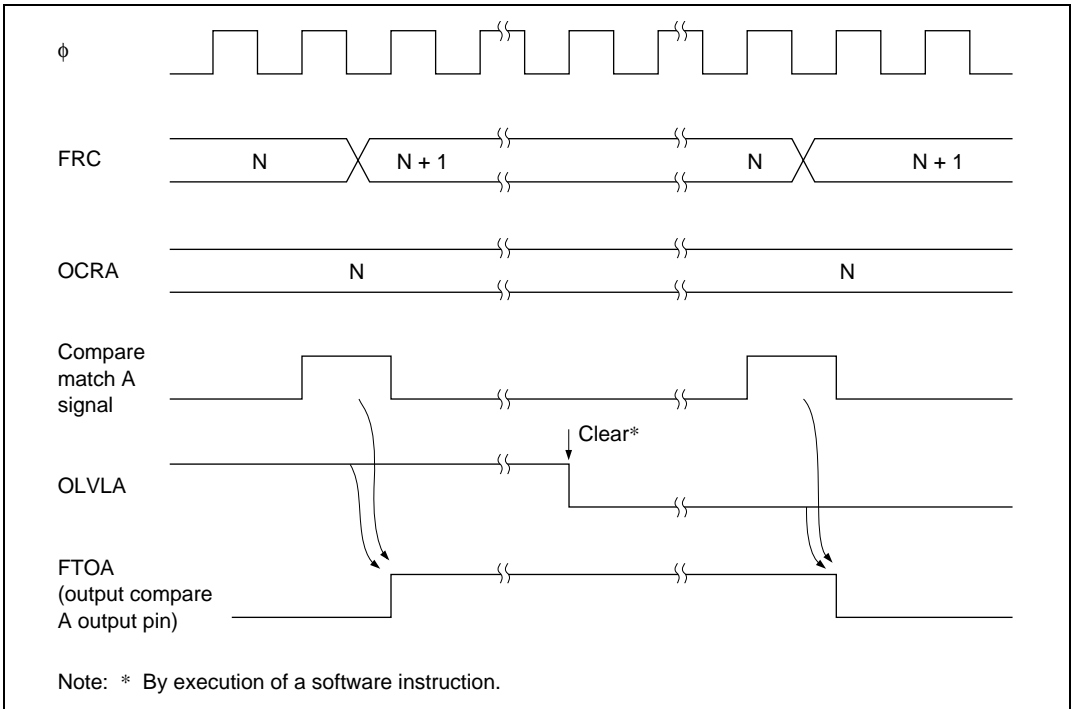 ϕ
FRC
N
N + 1
N
N + 1
OCRA
N
N
Compare
match A
signal
Clear*
OLVLA
FTOA
(output compare
A output pin)
Note: * By execution of a software instruction.